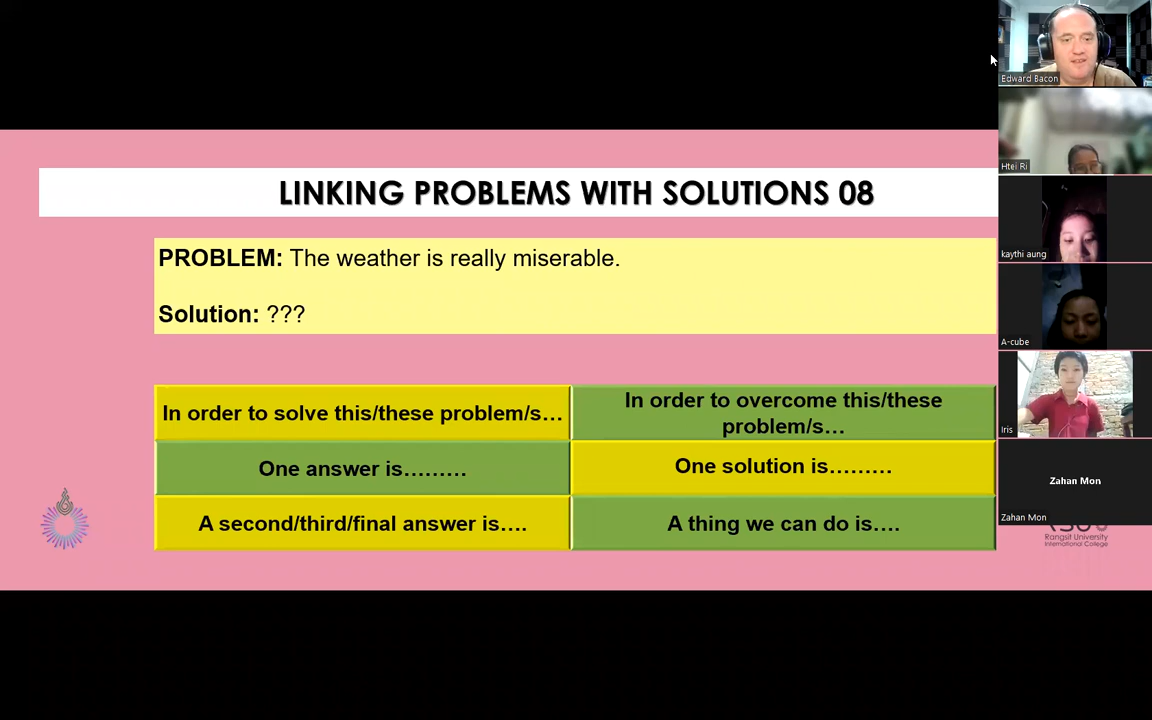 LINKING PROBLEMS WITH SOLUTIONS 08
PROBLEM: The weather is really miserable.
Solution: ???
In order to solve this/these problem/s…
In order to overcome this/these
problem/s…
One answer is………
One solution is………
A second/third/final answer is….
A thing we can do is….
Edward Bacon
Htei Ri
kaythi aung
A-cube
Iris
Zahan Mon
Zahan Mon
Rangsit University
International College